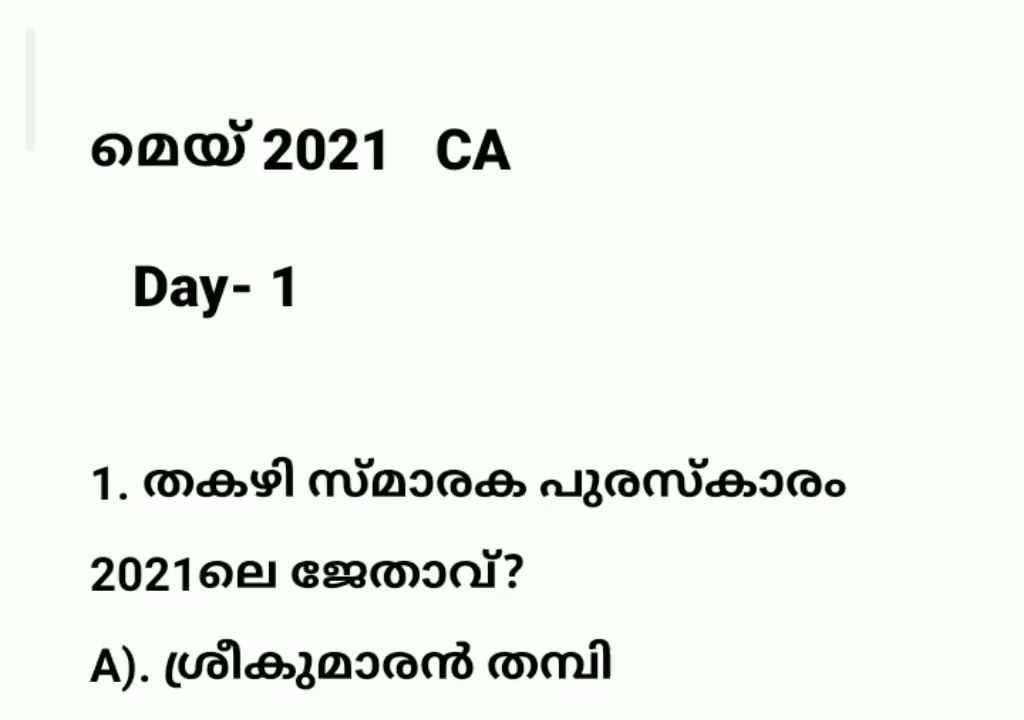 മെയ് 2021 CA
Day- 1
1. തകഴി സ്മാരക പുരസ്കാരം
2021ലെ ജേതാവ്?
A). ശ്രീകുമാരൻ തമ്പി